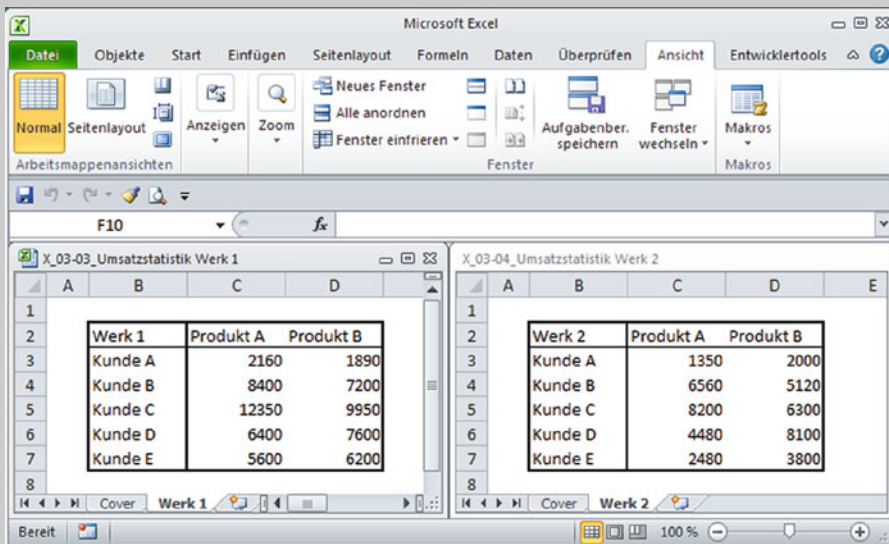 Microsoft Excel
Datei Objekte Start Einfügen Seitenlayout Formeln Daten Überprüfen Ansicht Entwicklertools
Normal Seitenlayout
Anzeigen
Zoom
Neues Fenster
Alle anordnen
Fenster einfrieren
Aufgabenber. speichern
Fenster wechseln
Makros
Arbeitsmappenansichten Fenster Makros
F10 fx
X_03-03_Umsatzstatistik Werk 1
A B C D
1
2 Werk 1 Produkt A Produkt B
3 Kunde A 2160 1890
4 Kunde B 8400 7200
5 Kunde C 12350 9950
6 Kunde D 6400 7600
7 Kunde E 5600 6200
8
Cover Werk 1
X_03-04_Umsatzstatistik Werk 2
A B C D E
1
2 Werk 2 Produkt A Produkt B
3 Kunde A 1350 2000
4 Kunde B 6560 5120
5 Kunde C 8200 6300
6 Kunde D 4480 8100
7 Kunde E 2480 3800
8
Cover Werk 2
Bereit 100 %